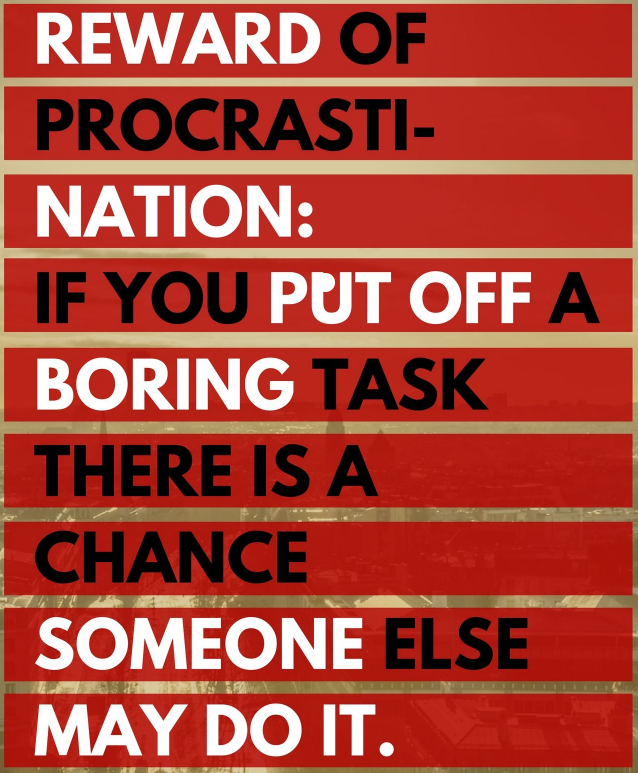 REWARD OF
PROCRASTI-
NATION:
IF YOU PUT OFF A
BORING TASK
THERE IS A
CHANCE
SOMEONE ELSE
MAY DO IT.